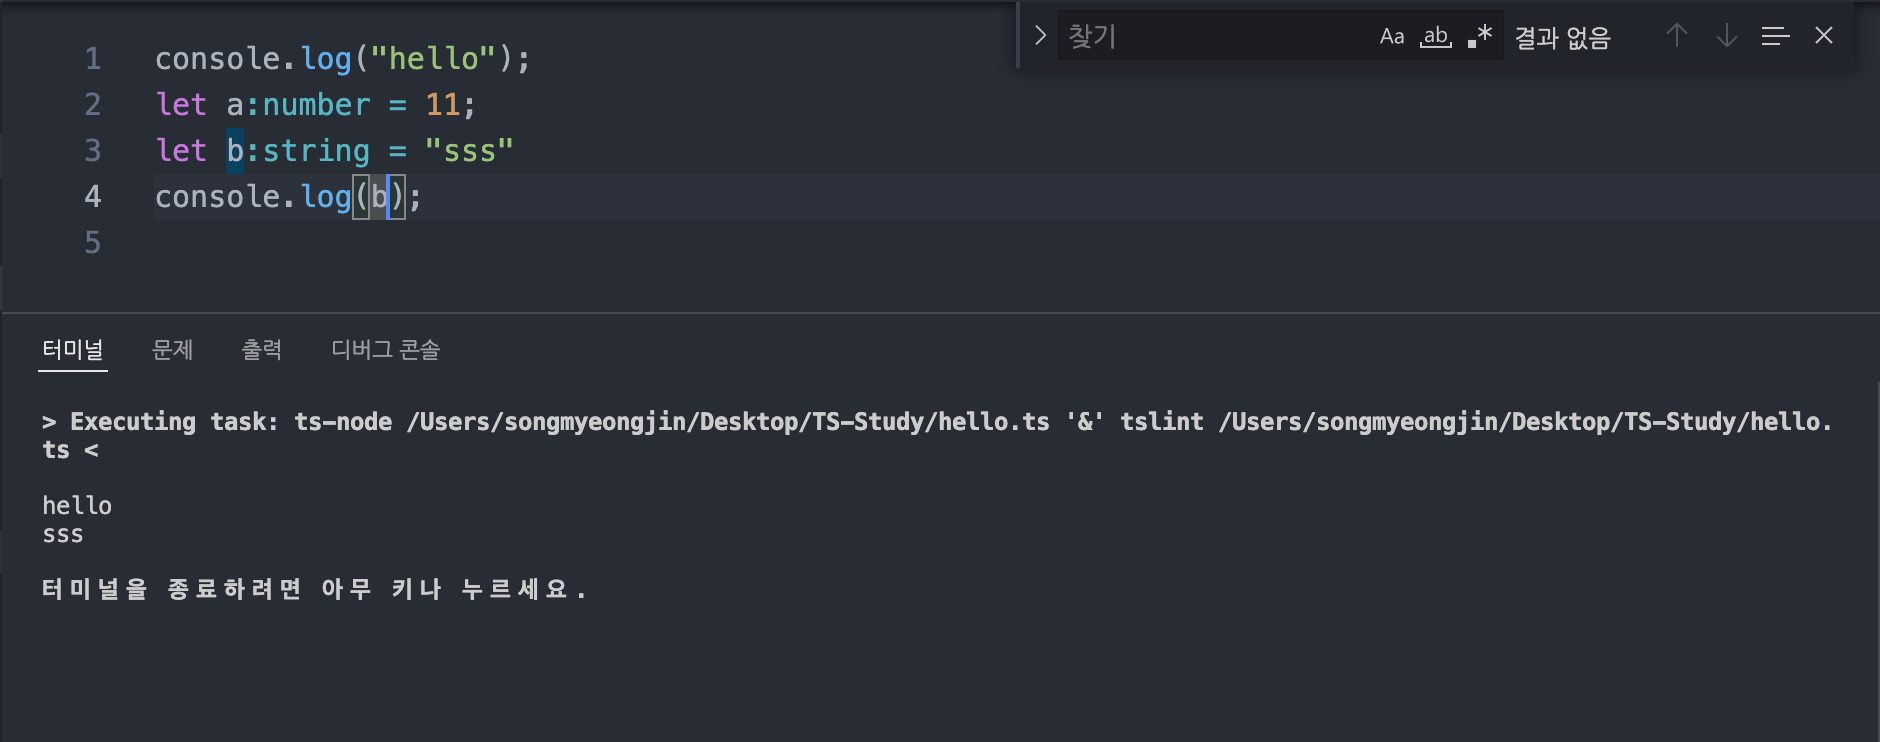 찾기 Aa ab .* 결과 없음
1 console.log("hello");
2 let a:number = 11;
3 let b:string = "sss"
4 console.log(b);
5
터미널 문제 출력 디버그 콘솔
> Executing task: ts-node /Users/songmyeongjin/Desktop/TS-Study/hello.ts '&' tslint /Users/songmyeongjin/Desktop/TS-Study/hello.
ts <
hello
sss
터미널을 종료하려면 아무 키나 누르세요.